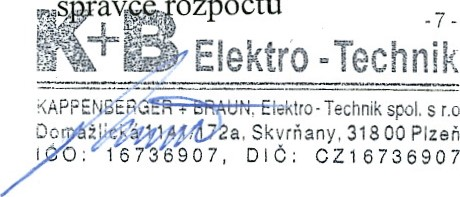 správce rozpočtu
-7-
K+B Elektro - Technik
KAPPENBERGER + BRAUN, Elektro - Technik spol. s r.o
Domažlická 1141/172a, Skvrňany, 318 00 Plzeň
IČO: 16736907, DIČ: CZ16736907